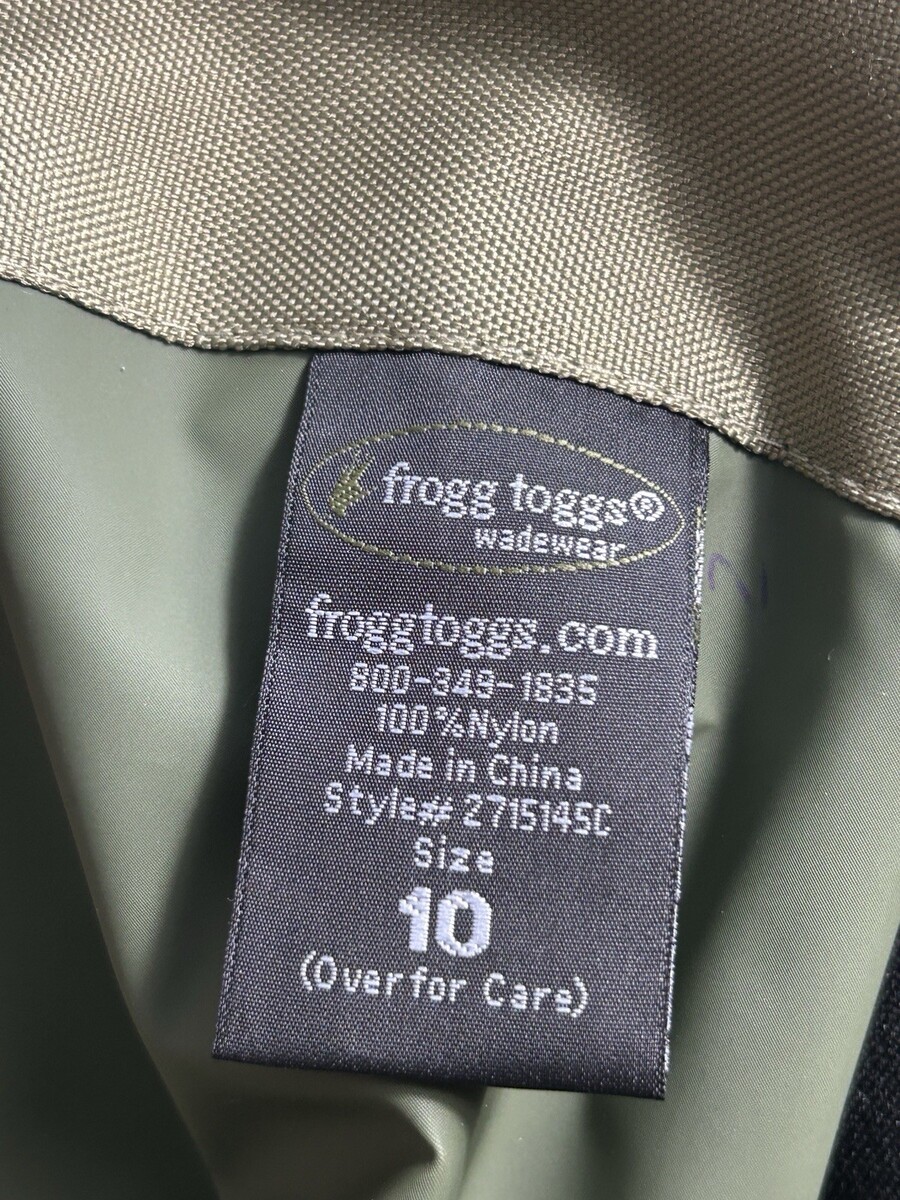 frogg toggs®
wadewear
froggtoggs.com
800-349-1835
100%Nylon
Made in China
Style# 2715145C
Size
10
(Over for Care)